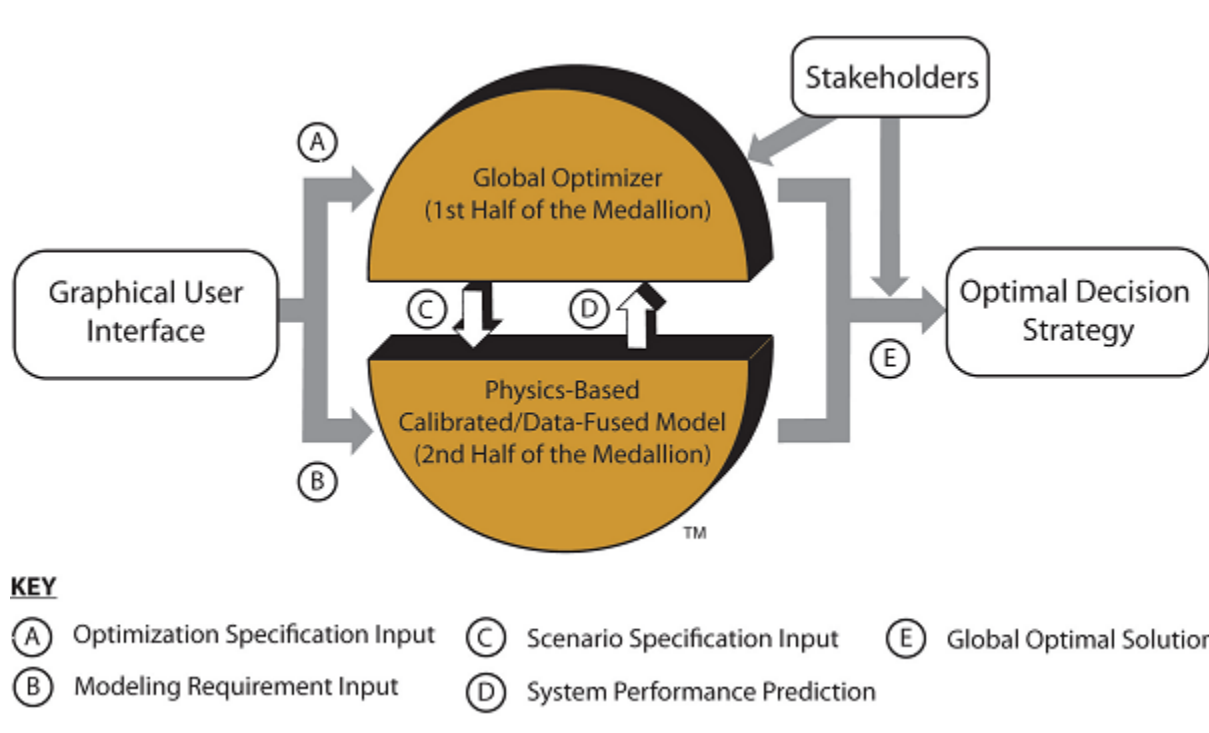 Stakeholders
A
Global Optimizer
(1st Half of the Medallion)
Graphical User
Interface
C
D
Optimal Decision
Strategy
E
Physics-Based
Calibrated/Data-Fused Model
(2nd Half of the Medallion)
B
TM
KEY
A Optimization Specification Input
B Modeling Requirement Input
C Scenario Specification Input
D System Performance Prediction
E Global Optimal Solution